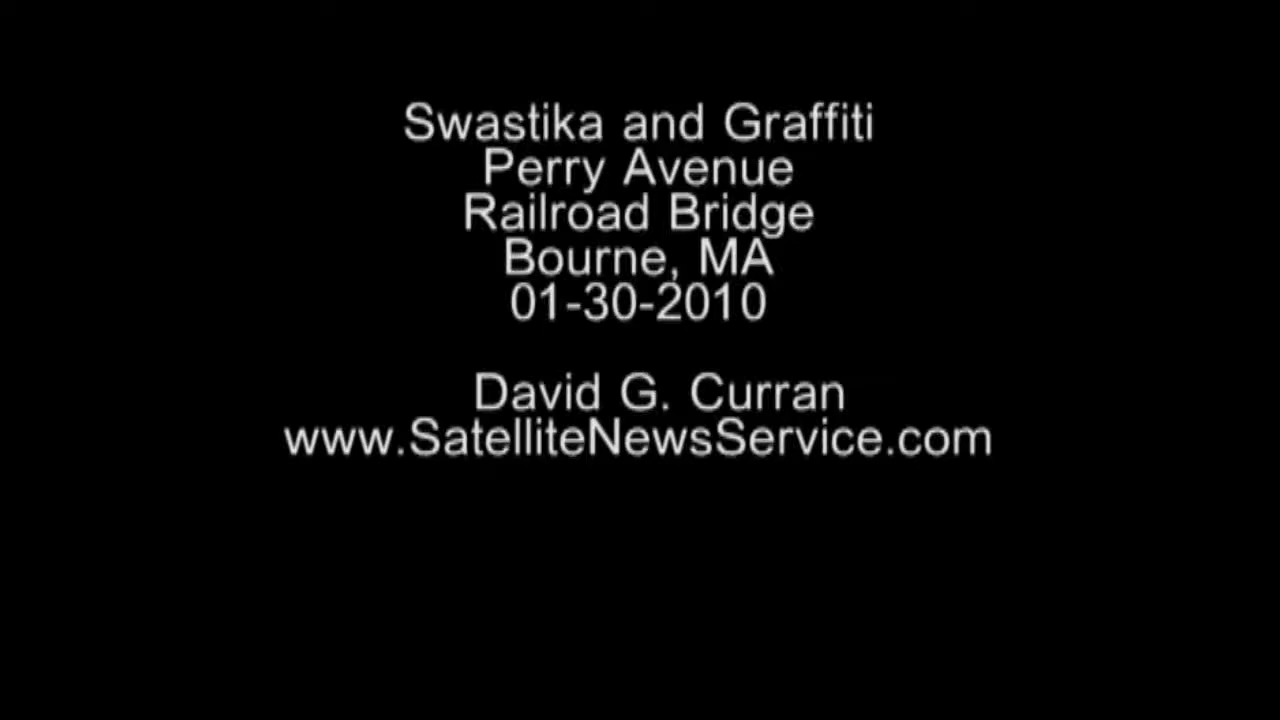 Swastika and Graffiti
Perry Avenue
Railroad Bridge
Bourne, MA
01-30-2010
David G. Curran
www.SatelliteNewsService.com